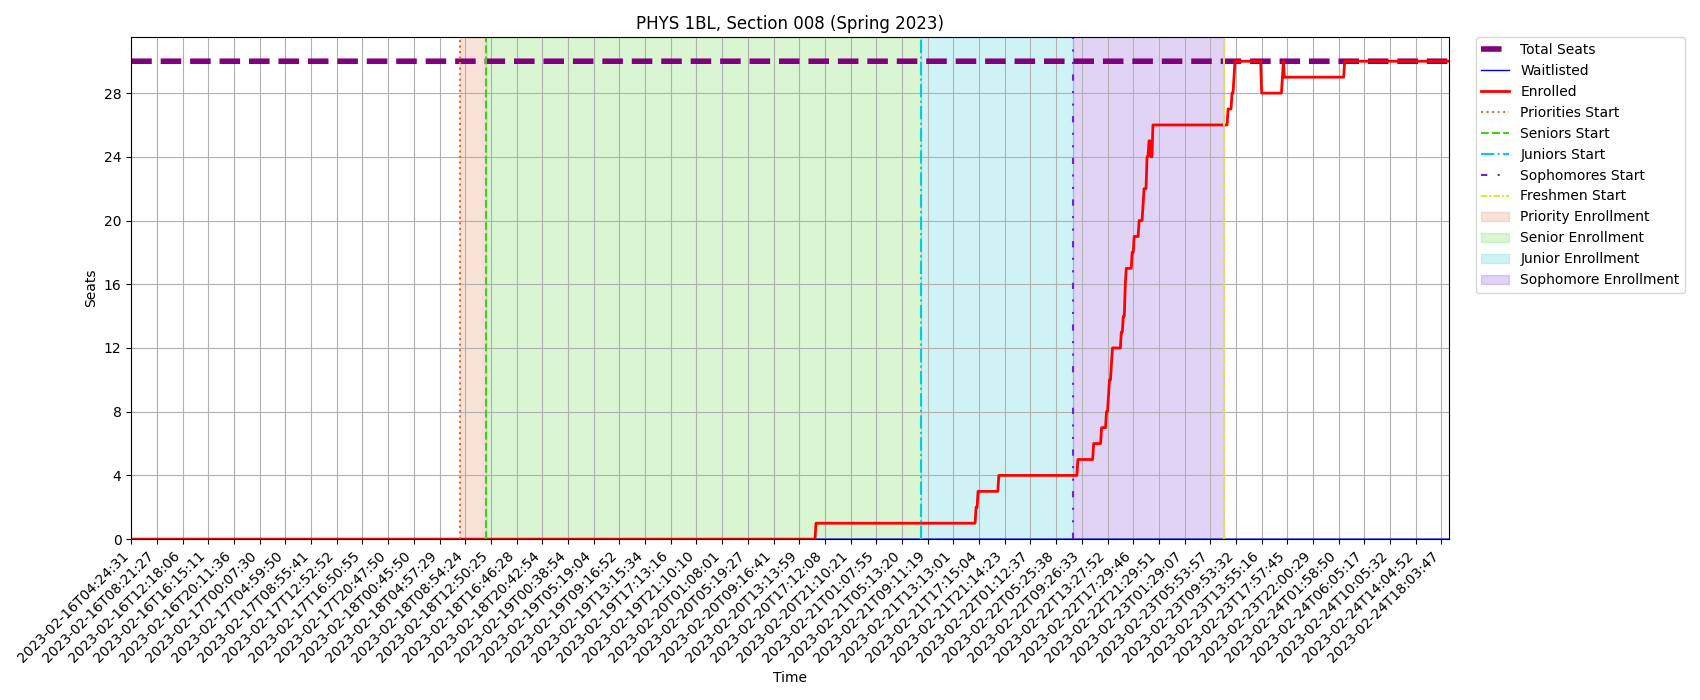 PHYS 1BL, Section 008 (Spring 2023)
Seats
28
24
20
16
12
8
4
0
2023-02-16T04:24:31
2023-02-16T08:21:27
2023-02-16T12:18:06
2023-02-16T16:15:11
2023-02-16T20:11:36
2023-02-17T00:07:30
2023-02-17T04:59:50
2023-02-17T08:55:41
2023-02-17T12:52:52
2023-02-17T16:50:55
2023-02-17T20:47:50
2023-02-18T00:45:50
2023-02-18T04:57:29
2023-02-18T08:54:24
2023-02-18T12:50:25
2023-02-18T16:46:28
2023-02-18T20:42:54
2023-02-19T00:38:54
2023-02-19T05:19:04
2023-02-19T09:16:52
2023-02-19T13:15:34
2023-02-19T17:13:16
2023-02-19T21:10:10
2023-02-20T01:08:01
2023-02-20T05:19:27
2023-02-20T09:16:41
2023-02-20T13:13:59
2023-02-20T17:12:08
2023-02-20T21:10:21
2023-02-21T01:07:55
2023-02-21T05:13:20
2023-02-21T09:11:19
2023-02-21T13:13:01
2023-02-21T17:15:04
2023-02-21T21:14:23
2023-02-22T01:12:37
2023-02-22T05:25:38
2023-02-22T09:26:33
2023-02-22T13:27:52
2023-02-22T17:29:46
2023-02-22T21:29:51
2023-02-23T01:29:07
2023-02-23T05:53:57
2023-02-23T09:53:32
2023-02-23T13:55:16
2023-02-23T17:57:45
2023-02-23T22:00:29
2023-02-24T01:58:50
2023-02-24T06:05:17
2023-02-24T10:05:32
2023-02-24T14:04:52
2023-02-24T18:03:47
Time
Total Seats
Waitlisted
Enrolled
Priorities Start
Seniors Start
Juniors Start
Sophomores Start
Freshmen Start
Priority Enrollment
Senior Enrollment
Junior Enrollment
Sophomore Enrollment